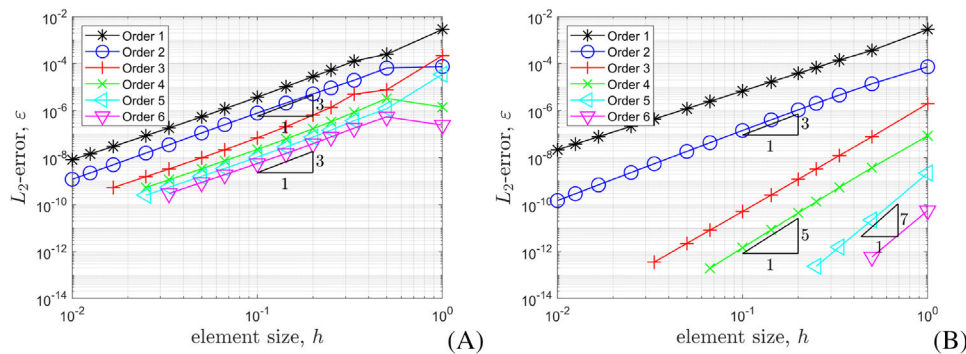 10^-2
10^-4
10^-6
10^-8
10^-10
10^-12
10^-14
L_2-error, ε
Order 1
Order 2
Order 3
Order 4
Order 5
Order 6
3
1
3
1
10^-2
10^-1
10^0
element size, h
(A)
10^-2
10^-4
10^-6
10^-8
10^-10
10^-12
10^-14
L_2-error, ε
Order 1
Order 2
Order 3
Order 4
Order 5
Order 6
3
1
5
1
7
1
10^-2
10^-1
10^0
element size, h
(B)